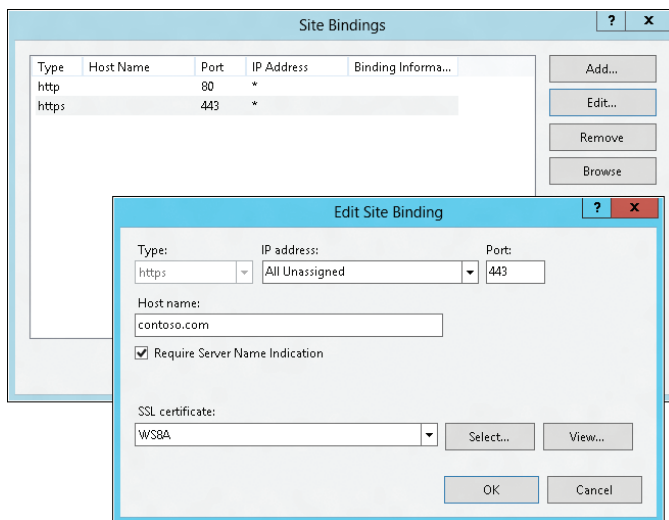 Site Bindings
? x
Type Host Name Port IP Address Binding Informa...
http 80 *
https 443 *
Add...
Edit...
Remove
Browse
Edit Site Binding
? x
Type: IP address: Port:
https All Unassigned 443
Host name:
contoso.com
Require Server Name Indication
SSL certificate:
WS8A Select... View...
OK Cancel